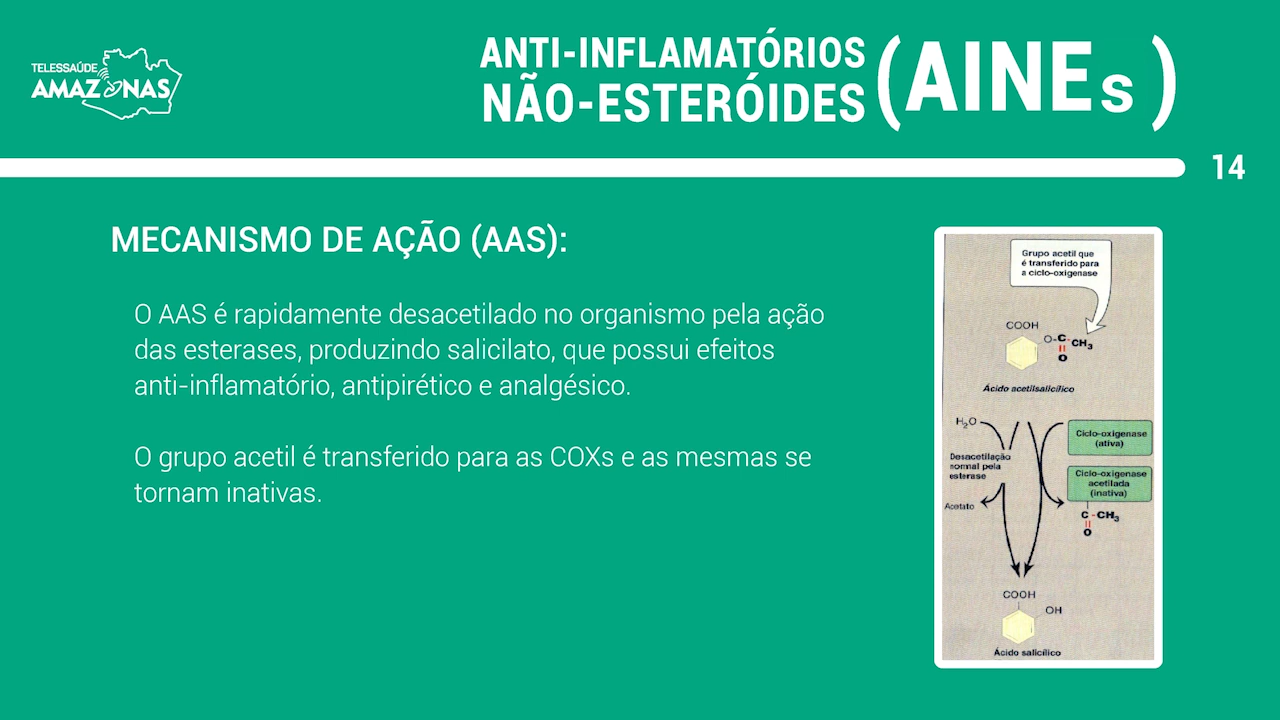 TELESSAÚDE
AMAZONAS
ANTI-INFLAMATÓRIOS
NÃO-ESTERÓIDES
(AINEs )
14
MECANISMO DE AÇÃO (AAS):
O AAS é rapidamente desacetilado no organismo pela ação
das esterases, produzindo salicilato, que possui efeitos
anti-inflamatório, antipirético e analgésico.
O grupo acetil é transferido para as COXs e as mesmas se
tornam inativas.
Grupo acetil que
é transferido para
a ciclo-oxigenase
COOH
O-C-CH₃
O
Ácido acetilsalicílico
H₂O
Desacetilação
normal pela
esterase
Acetato
Ciclo-oxigenase
(ativa)
Ciclo-oxigenase
acetilada
(inativa)
C-CH₃
O
COOH
OH
Ácido salicílico